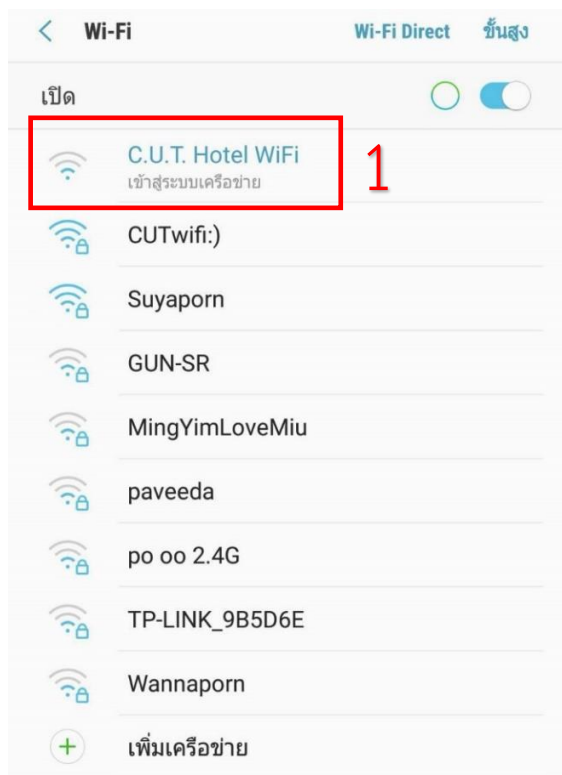 Wi-Fi Wi-Fi Direct ขั้นสูง
เปิด
C.U.T. Hotel WiFi
เข้าสู่ระบบเครือข่าย
1
CUTwifi:)
Suyaporn
GUN-SR
MingYimLoveMiu
paveeda
po oo 2.4G
TP-LINK_9B5D6E
Wannaporn
เพิ่มเครือข่าย